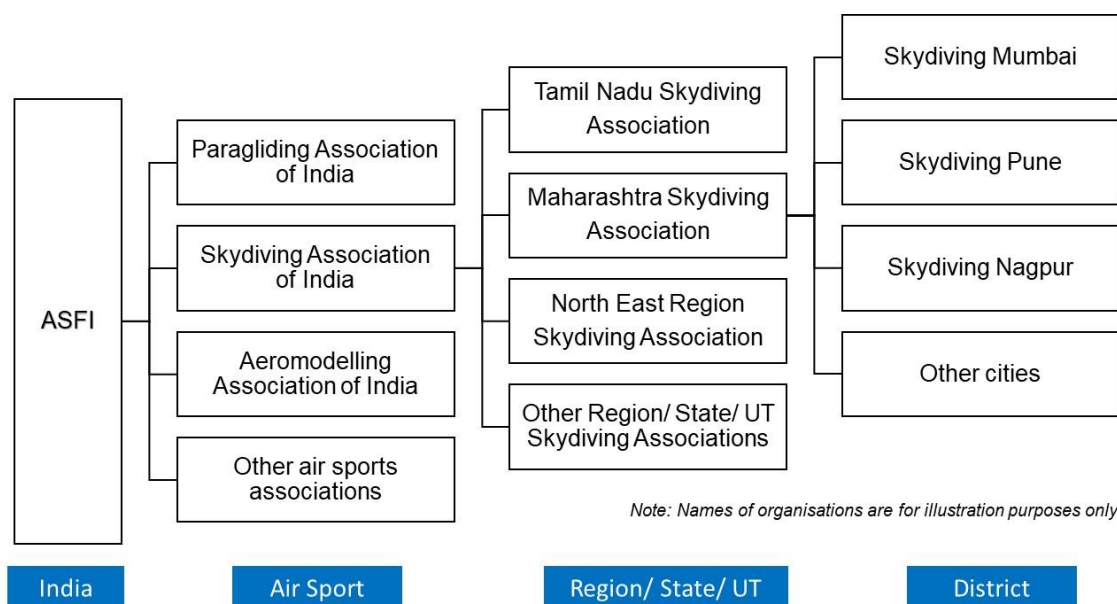 ASFI
Paragliding Association
of India
Skydiving Association
of India
Aeromodelling
Association of India
Other air sports
associations
Tamil Nadu Skydiving
Association
Maharashtra Skydiving
Association
North East Region
Skydiving Association
Other Region/ State/ UT
Skydiving Associations
Skydiving Mumbai
Skydiving Pune
Skydiving Nagpur
Other cities
Note: Names of organisations are for illustration purposes only
India
Air Sport
Region/ State/ UT
District